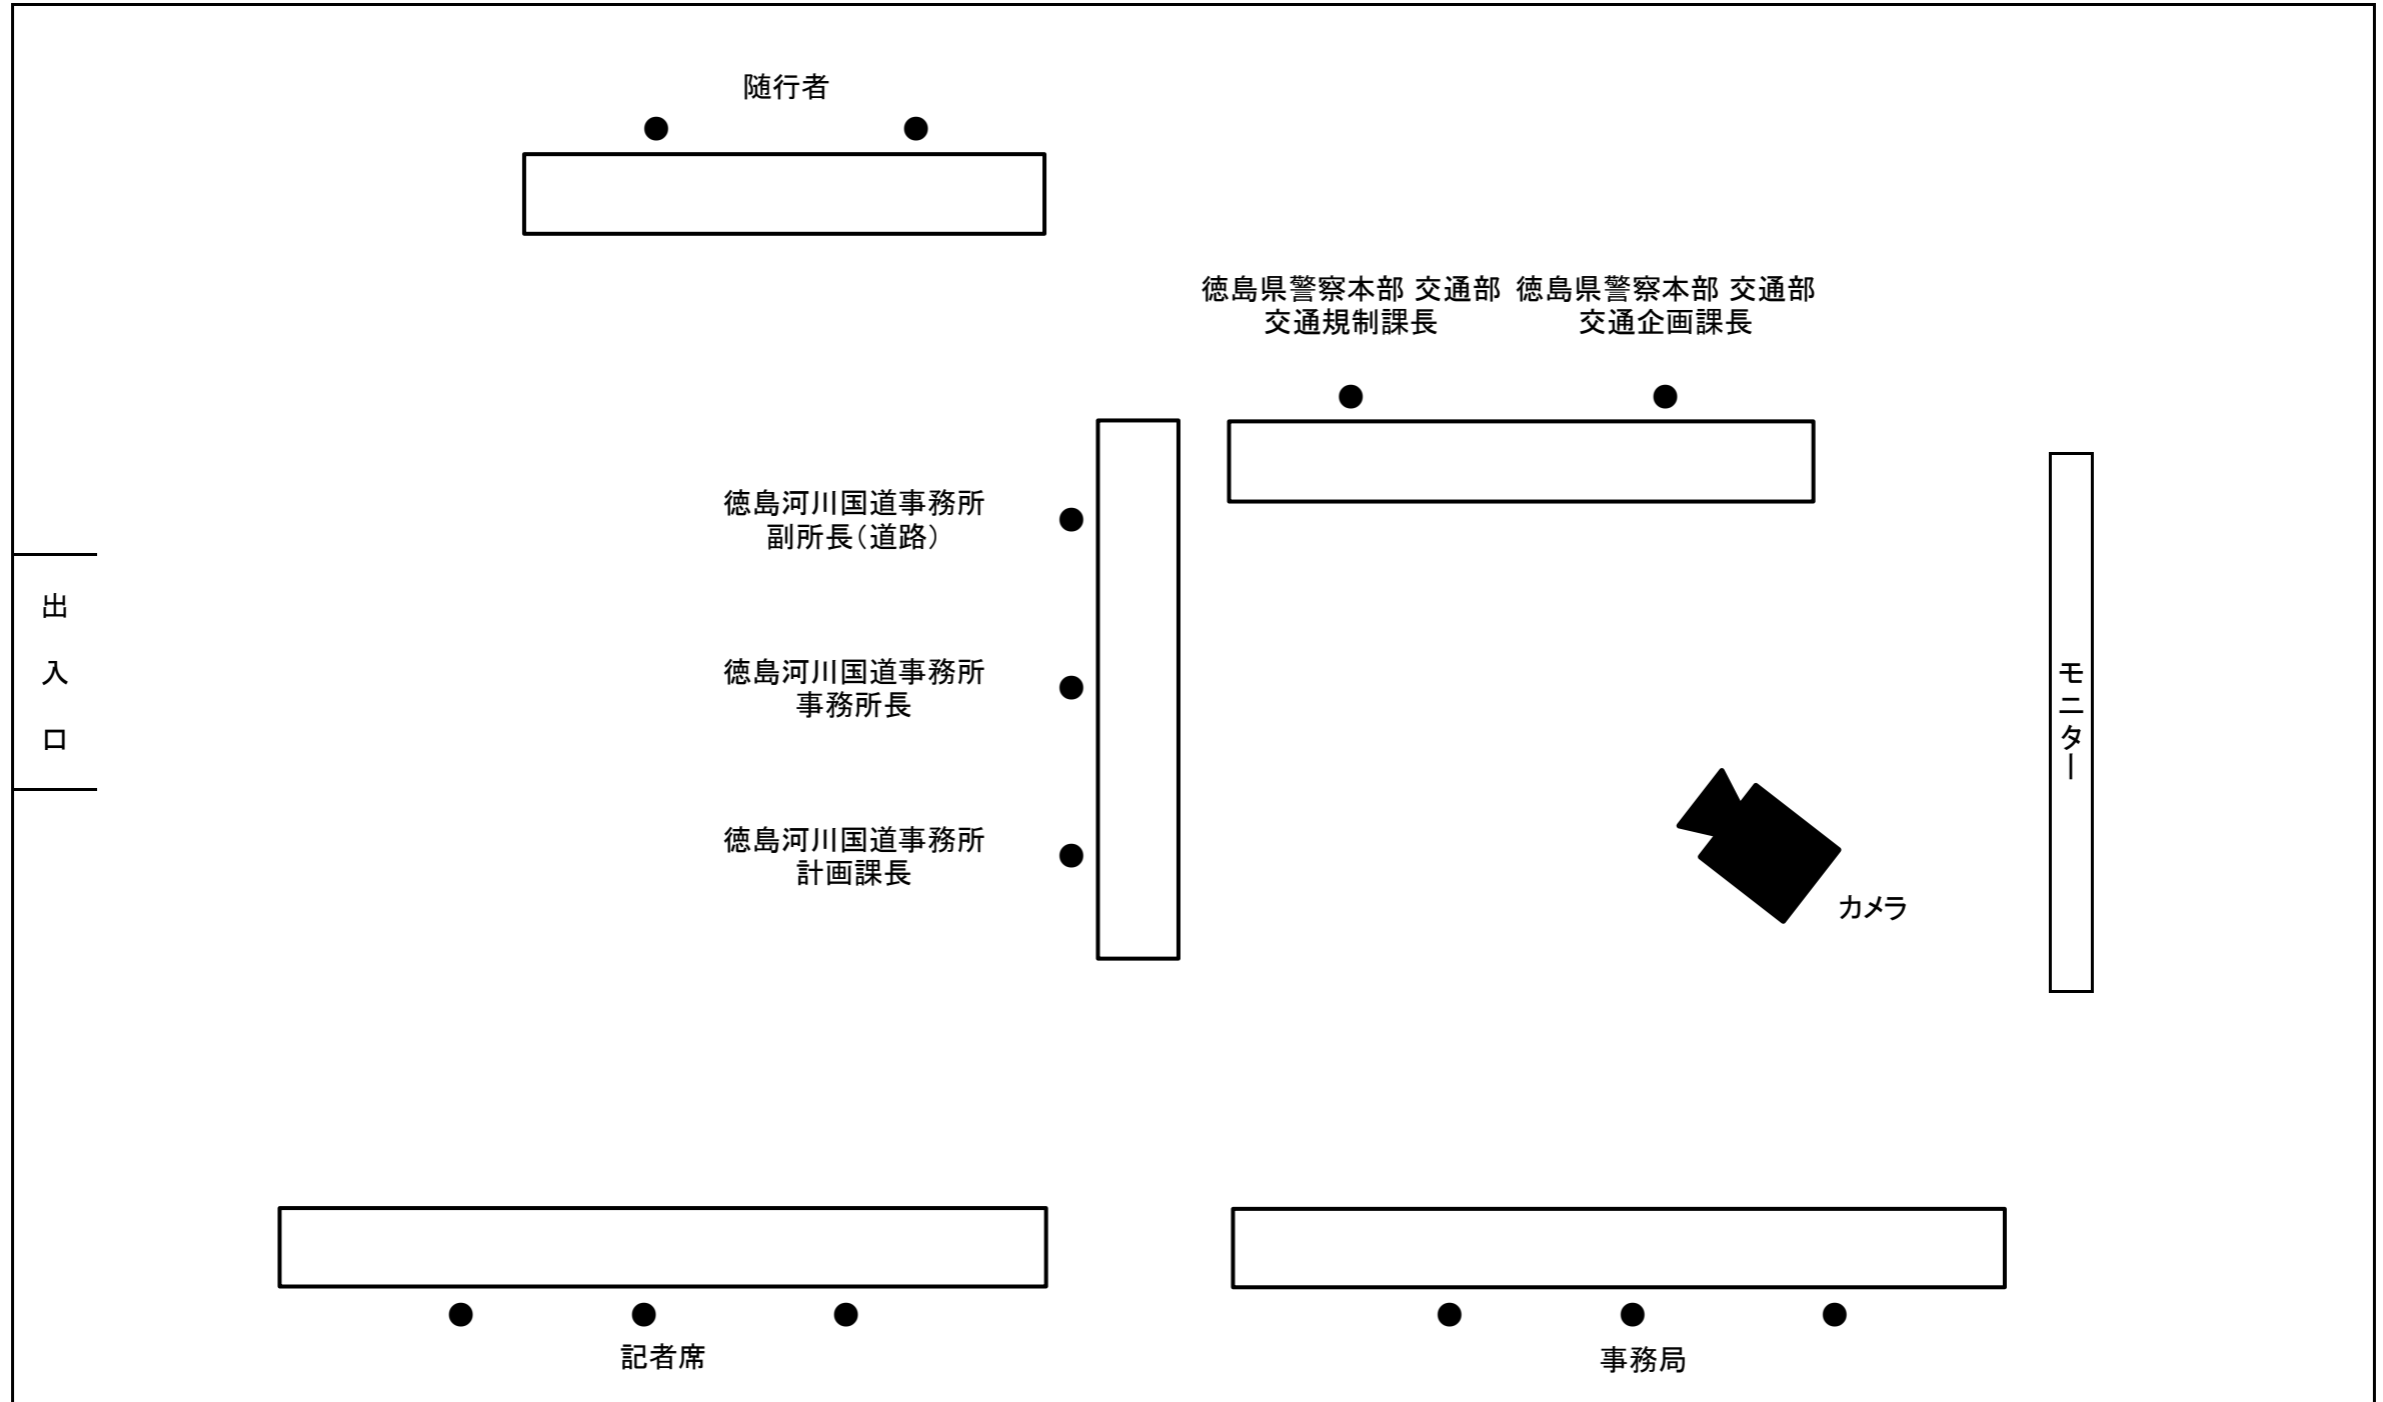 随行者
徳島県警察本部 交通部
交通規制課長
徳島県警察本部 交通部
交通企画課長
徳島河川国道事務所
副所長（道路）
出入口
徳島河川国道事務所
事務所長
モニター
徳島河川国道事務所
計画課長
カメラ
記者席
事務局